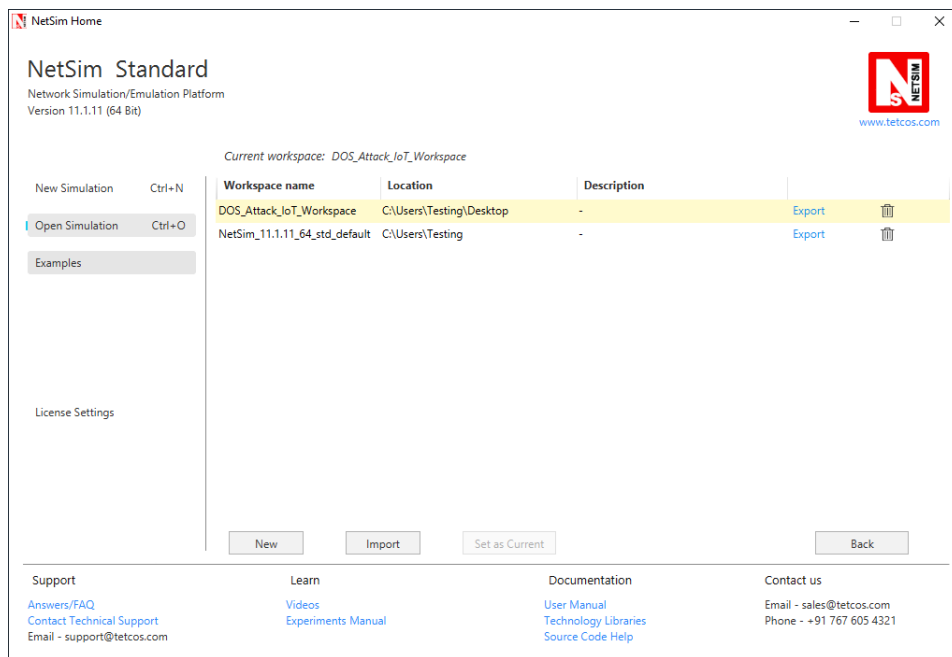 NetSim Home
NetSim Standard
Network Simulation/Emulation Platform
Version 11.1.11 (64 Bit)
N
S
NETSIM
www.tetcos.com
Current workspace: DOS_Attack_IoT_Workspace
New Simulation Ctrl+N
Open Simulation Ctrl+O
Examples
License Settings
Workspace name Location Description
DOS_Attack_IoT_Workspace C:\Users\Testing\Desktop - Export
NetSim_11.1.11_64_std_default C:\Users\Testing - Export
New Import Set as Current Back
Support Learn Documentation Contact us
Answers/FAQ Videos User Manual Email - sales@tetcos.com
Contact Technical Support Experiments Manual Technology Libraries Phone - +91 767 605 4321
Email - support@tetcos.com Source Code Help